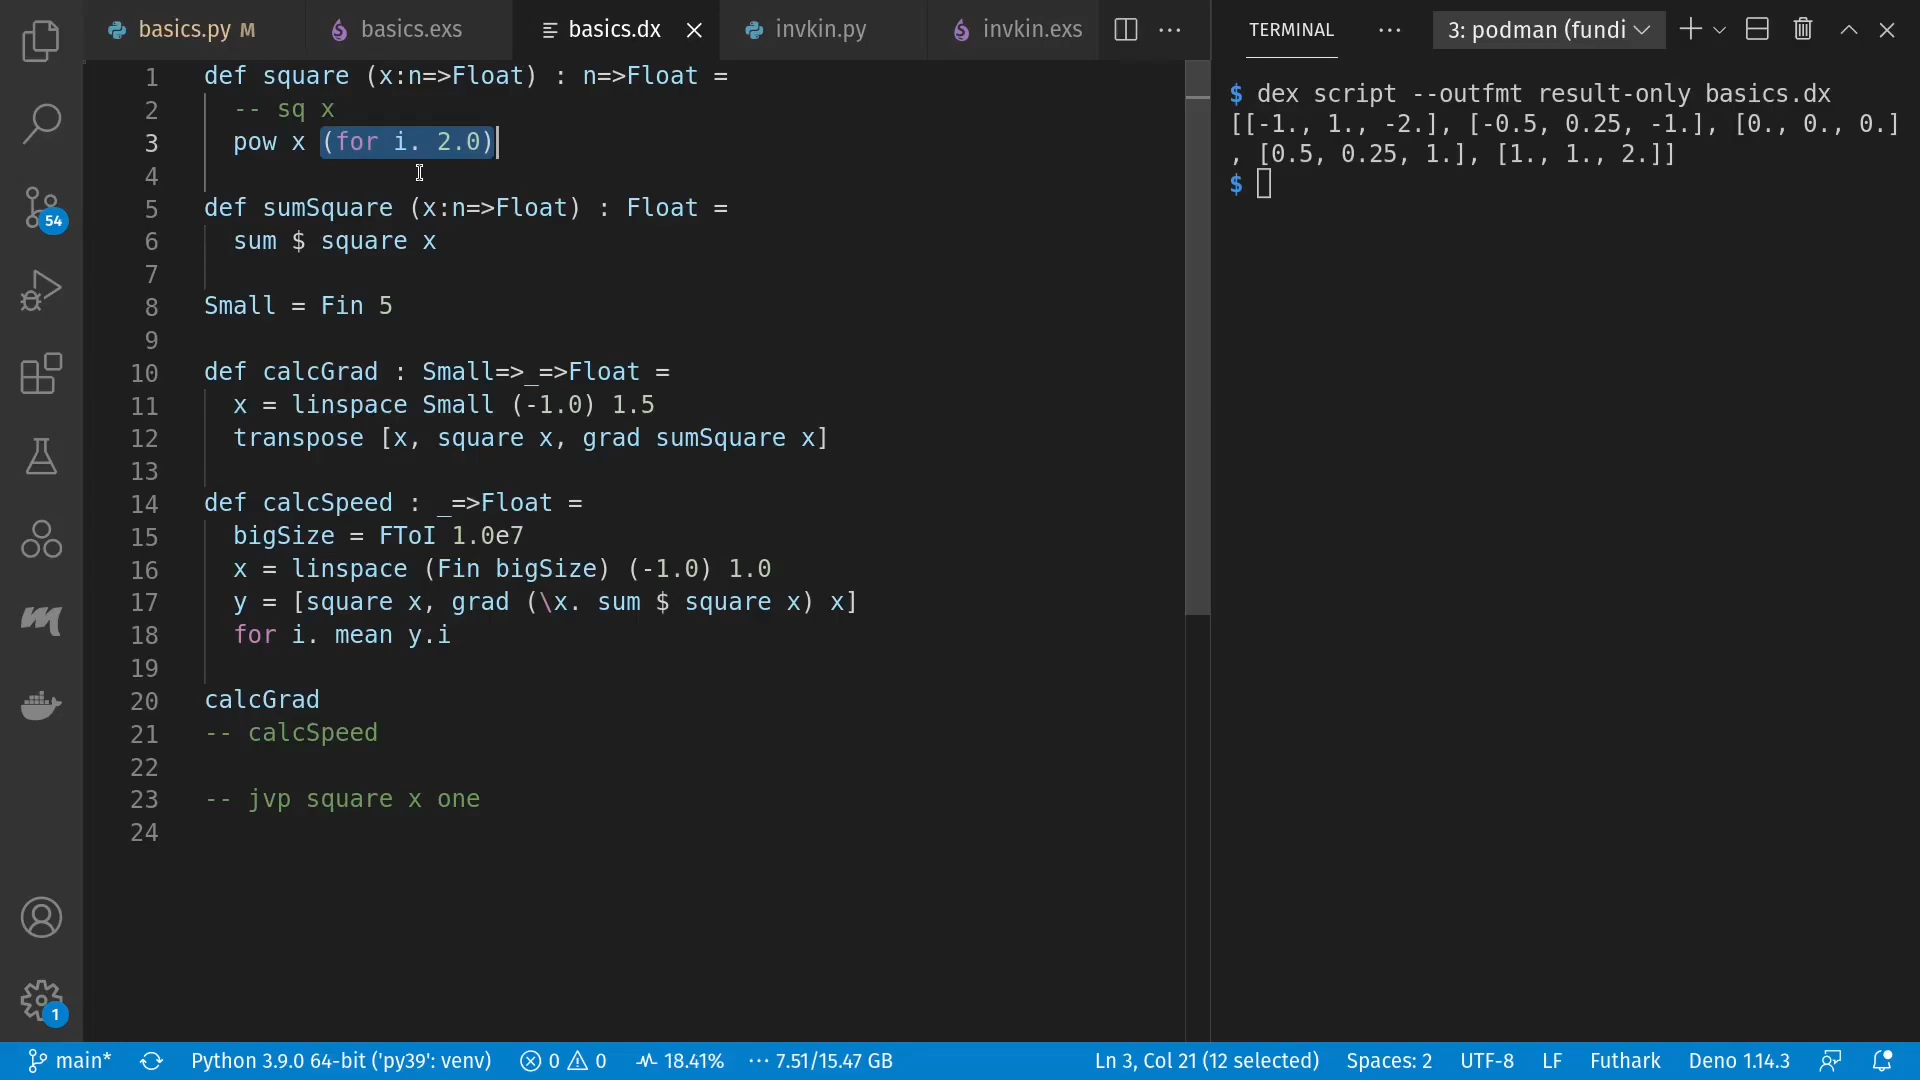 basics.py M basics.exs basics.dx invkin.py invkin.exs
TERMINAL 3: podman (fundi
1 def square (x:n=>Float) : n=>Float =
2 -- sq x
3 pow x (for i. 2.0)
4
5 def sumSquare (x:n=>Float) : Float =
6 sum $ square x
7
8 Small = Fin 5
9
10 def calcGrad : Small=>_=>Float =
11 x = linspace Small (-1.0) 1.5
12 transpose [x, square x, grad sumSquare x]
13
14 def calcSpeed : _=>Float =
15 bigSize = FToI 1.0e7
16 x = linspace (Fin bigSize) (-1.0) 1.0
17 y = [square x, grad (\x. sum $ square x) x]
18 for i. mean y.i
19
20 calcGrad
21 -- calcSpeed
22
23 -- jvp square x one
24
$ dex script --outfmt result-only basics.dx
[[-1., 1., -2.], [-0.5, 0.25, -1.], [0., 0., 0.]
, [0.5, 0.25, 1.], [1., 1., 2.]]
$
54
1
main* Python 3.9.0 64-bit ('py39': venv) 0 0 18.41% 7.51/15.47 GB Ln 3, Col 21 (12 selected) Spaces: 2 UTF-8 LF Futhark Deno 1.14.3